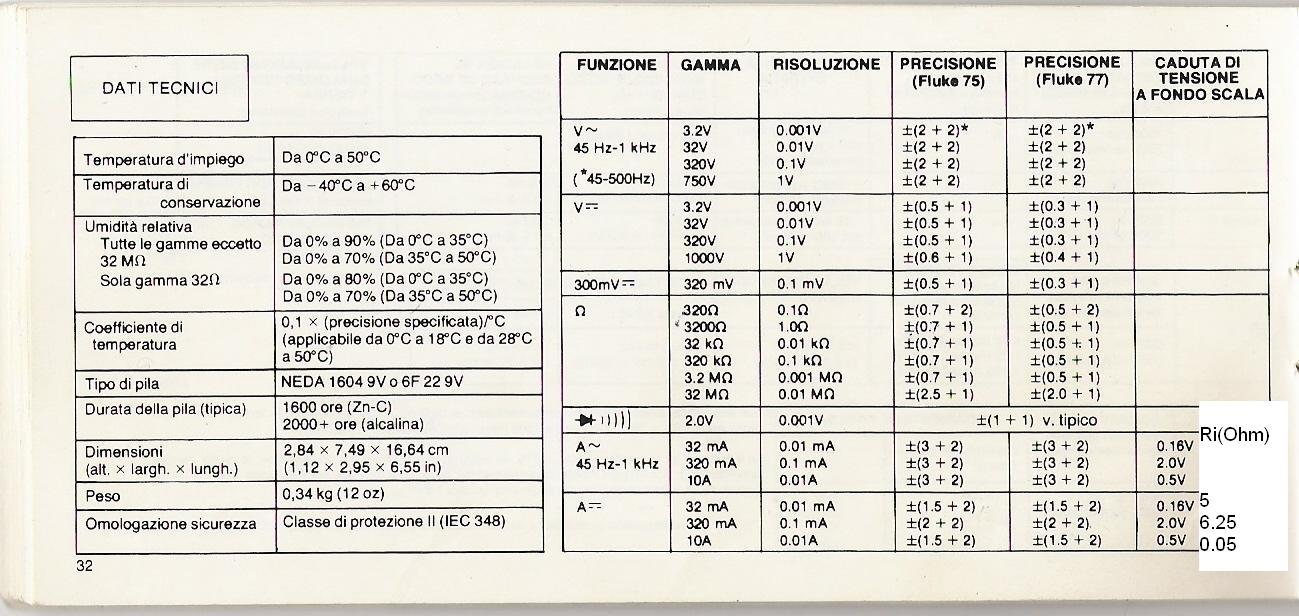 DATI TECNICI
Temperatura d'impiego Da 0°C a 50°C
Temperatura di Da −40°C a +60°C
conservazione
Umidità relativa
Tutte le gamme eccetto Da 0% a 90% (Da 0°C a 35°C)
32 MΩ Da 0% a 70% (Da 35°C a 50°C)
Sola gamma 32Ω Da 0% a 80% (Da 0°C a 35°C)
Da 0% a 70% (Da 35°C a 50°C)
Coefficiente di 0,1 × (precisione specificata)/°C
temperatura (applicabile da 0°C a 18°C e da 28°C
a 50°C)
Tipo di pila NEDA 1604 9V o 6F 22 9V
Durata della pila (tipica) 1600 ore (Zn-C)
2000+ ore (alcalina)
Dimensioni 2,84 × 7,49 × 16,64 cm
(alt. × largh. × lungh.) (1,12 × 2,95 × 6,55 in)
Peso 0,34 kg (12 oz)
Omologazione sicurezza Classe di protezione II (IEC 348)
32
FUNZIONE GAMMA RISOLUZIONE PRECISIONE PRECISIONE CADUTA DI
(Fluke 75) (Fluke 77) TENSIONE
A FONDO SCALA
V~ 3.2V 0.001V ±(2 + 2)* ±(2 + 2)*
45 Hz-1 kHz 32V 0.01V ±(2 + 2) ±(2 + 2)
320V 0.1V ±(2 + 2) ±(2 + 2)
(*45-500Hz) 750V 1V ±(2 + 2) ±(2 + 2)
V⎓ 3.2V 0.001V ±(0.5 + 1) ±(0.3 + 1)
32V 0.01V ±(0.5 + 1) ±(0.3 + 1)
320V 0.1V ±(0.5 + 1) ±(0.3 + 1)
1000V 1V ±(0.6 + 1) ±(0.4 + 1)
300mV⎓ 320 mV 0.1 mV ±(0.5 + 1) ±(0.3 + 1)
Ω 320Ω 0.1Ω ±(0.7 + 2) ±(0.5 + 2)
3200Ω 1.0Ω ±(0.7 + 1) ±(0.5 + 1)
32 kΩ 0.01 kΩ ±(0.7 + 1) ±(0.5 + 1)
320 kΩ 0.1 kΩ ±(0.7 + 1) ±(0.5 + 1)
3.2 MΩ 0.001 MΩ ±(0.7 + 1) ±(0.5 + 1)
32 MΩ 0.01 MΩ ±(2.5 + 1) ±(2.0 + 1)
2.0V 0.001V ±(1 + 1) v. tipico
Ri(Ohm)
A~ 32 mA 0.01 mA ±(3 + 2) ±(3 + 2) 0.16V
45 Hz-1 kHz 320 mA 0.1 mA ±(3 + 2) ±(3 + 2) 2.0V
10A 0.01A ±(3 + 2) ±(3 + 2) 0.5V
A⎓ 32 mA 0.01 mA ±(1.5 + 2) ±(1.5 + 2) 0.16V 5
320 mA 0.1 mA ±(2 + 2) ±(2 + 2) 2.0V 6.25
10A 0.01A ±(1.5 + 2) ±(1.5 + 2) 0.5V 0.05